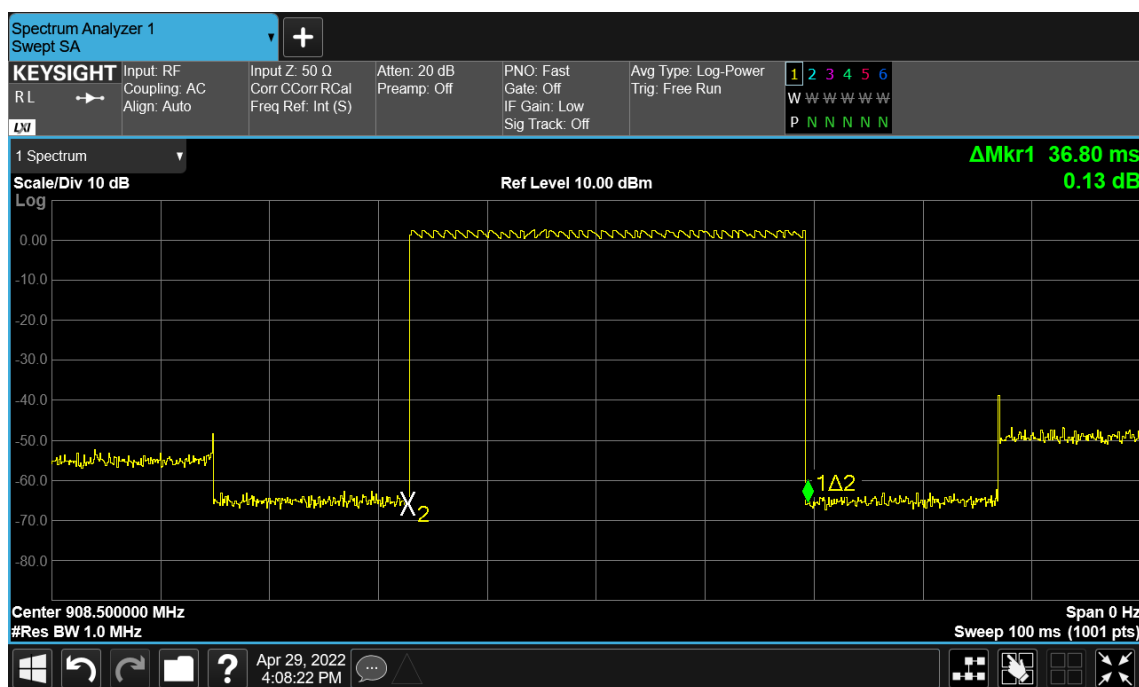 Spectrum Analyzer 1
Swept SA
KEYSIGHT
R L
LXI
Input: RF
Coupling: AC
Align: Auto
Input Z: 50 Ω
Corr CCorr RCal
Freq Ref: Int (S)
Atten: 20 dB
Preamp: Off
PNO: Fast
Gate: Off
IF Gain: Low
Sig Track: Off
Avg Type: Log-Power
Trig: Free Run
1 2 3 4 5 6
W W W W W W
P N N N N N
1 Spectrum
ΔMkr1 36.80 ms
0.13 dB
Scale/Div 10 dB
Ref Level 10.00 dBm
Log
0.00
-10.0
-20.0
-30.0
-40.0
-50.0
-60.0
-70.0
-80.0
1Δ2
X2
Center 908.500000 MHz
#Res BW 1.0 MHz
Span 0 Hz
Sweep 100 ms (1001 pts)
?
Apr 29, 2022
4:08:22 PM